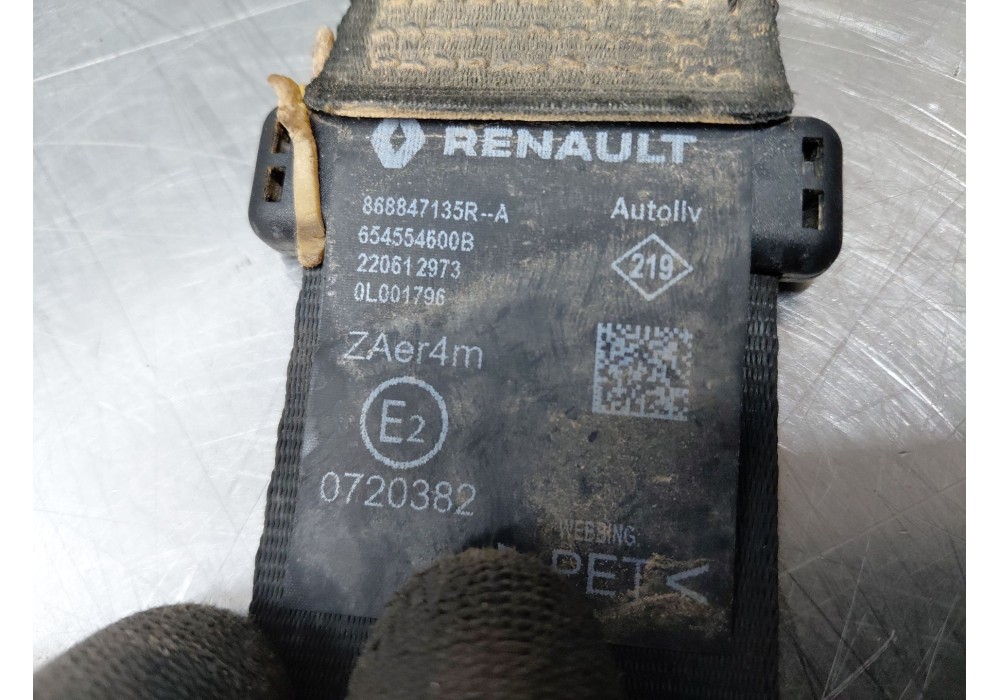 RENAULT
868847135R--A
Autoliv
654554600B
220612973
219
0L001796
ZAer4m
E2
0720382
WEBBING
PET<